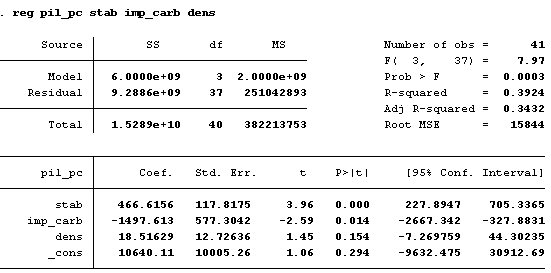 . reg pil_pc stab imp_carb dens
Source SS df MS Number of obs = 41
F( 3, 37) = 7.97
Model 6.0000e+09 3 2.0000e+09 Prob > F = 0.0003
Residual 9.2886e+09 37 251042893 R-squared = 0.3924
Adj R-squared = 0.3432
Total 1.5289e+10 40 382213753 Root MSE = 15844
pil_pc Coef. Std. Err. t P>|t| [95% Conf. Interval]
stab 466.6156 117.8175 3.96 0.000 227.8947 705.3365
imp_carb -1497.613 577.3042 -2.59 0.014 -2667.342 -327.8831
dens 18.51629 12.72636 1.45 0.154 -7.269759 44.30235
_cons 10640.11 10005.26 1.06 0.294 -9632.475 30912.69